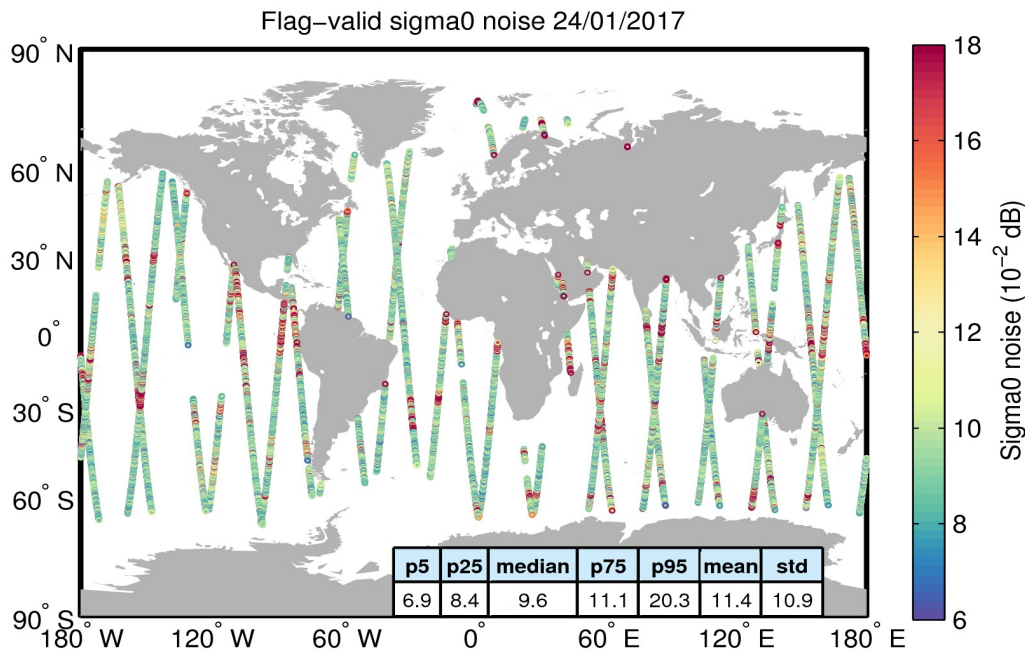 Flag−valid sigma0 noise 24/01/2017
90° N
60° N
30° N
0°
30° S
60° S
90° S
180° W
120° W
60° W
0°
60° E
120° E
180° E
p5 p25 median p75 p95 mean std
6.9 8.4 9.6 11.1 20.3 11.4 10.9
18
16
14
12
10
8
6
Sigma0 noise (10⁻² dB)